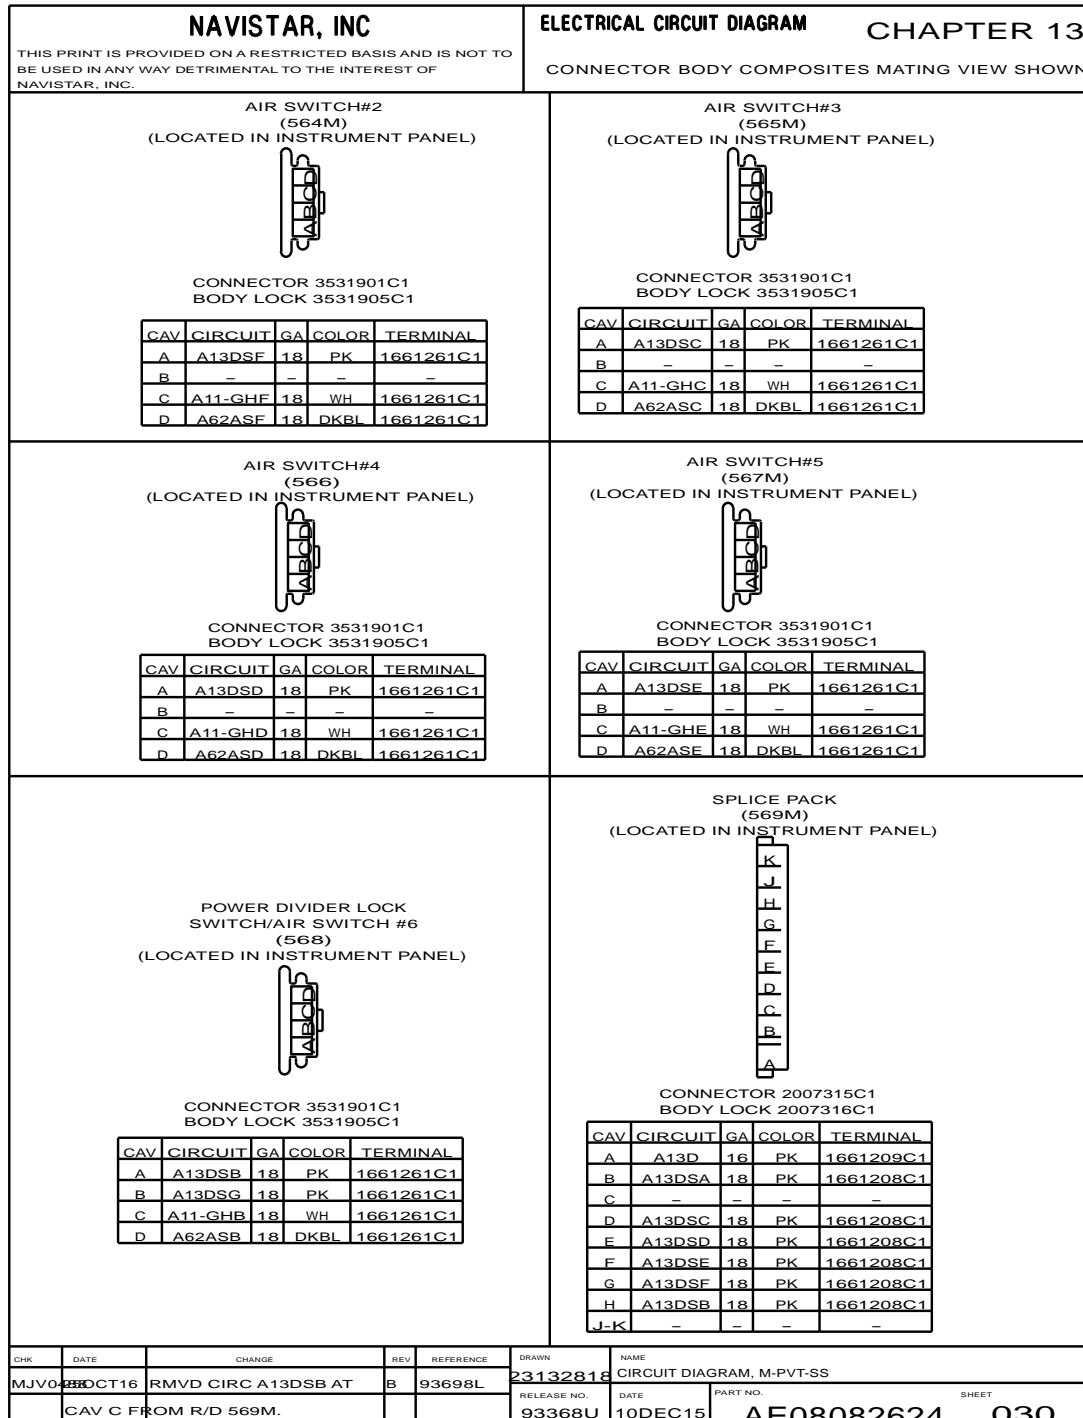 NAVISTAR, INC
THIS PRINT IS PROVIDED ON A RESTRICTED BASIS AND IS NOT TO
BE USED IN ANY WAY DETRIMENTAL TO THE INTEREST OF
NAVISTAR, INC.
ELECTRICAL CIRCUIT DIAGRAM CHAPTER 13
CONNECTOR BODY COMPOSITES MATING VIEW SHOWN
AIR SWITCH#2
(564M)
(LOCATED IN INSTRUMENT PANEL)
ABCD
CONNECTOR 3531901C1
BODY LOCK 3531905C1
CAV CIRCUIT GA COLOR TERMINAL
A A13DSF 18 PK 1661261C1
B – – – –
C A11-GHF 18 WH 1661261C1
D A62ASF 18 DKBL 1661261C1
AIR SWITCH#3
(565M)
(LOCATED IN INSTRUMENT PANEL)
ABCD
CONNECTOR 3531901C1
BODY LOCK 3531905C1
CAV CIRCUIT GA COLOR TERMINAL
A A13DSC 18 PK 1661261C1
B – – – –
C A11-GHC 18 WH 1661261C1
D A62ASC 18 DKBL 1661261C1
AIR SWITCH#4
(566)
(LOCATED IN INSTRUMENT PANEL)
ABCD
CONNECTOR 3531901C1
BODY LOCK 3531905C1
CAV CIRCUIT GA COLOR TERMINAL
A A13DSD 18 PK 1661261C1
B – – – –
C A11-GHD 18 WH 1661261C1
D A62ASD 18 DKBL 1661261C1
AIR SWITCH#5
(567M)
(LOCATED IN INSTRUMENT PANEL)
ABCD
CONNECTOR 3531901C1
BODY LOCK 3531905C1
CAV CIRCUIT GA COLOR TERMINAL
A A13DSE 18 PK 1661261C1
B – – – –
C A11-GHE 18 WH 1661261C1
D A62ASE 18 DKBL 1661261C1
POWER DIVIDER LOCK
SWITCH/AIR SWITCH #6
(568)
(LOCATED IN INSTRUMENT PANEL)
ABCD
CONNECTOR 3531901C1
BODY LOCK 3531905C1
CAV CIRCUIT GA COLOR TERMINAL
A A13DSB 18 PK 1661261C1
B A13DSG 18 PK 1661261C1
C A11-GHB 18 WH 1661261C1
D A62ASB 18 DKBL 1661261C1
SPLICE PACK
(569M)
(LOCATED IN INSTRUMENT PANEL)
K
J
H
G
F
E
D
C
B
A
CONNECTOR 2007315C1
BODY LOCK 2007316C1
CAV CIRCUIT GA COLOR TERMINAL
A A13D 16 PK 1661209C1
B A13DSA 18 PK 1661208C1
C – – – –
D A13DSC 18 PK 1661208C1
E A13DSD 18 PK 1661208C1
F A13DSE 18 PK 1661208C1
G A13DSF 18 PK 1661208C1
H A13DSB 18 PK 1661208C1
J-K – – – –
CHK DATE CHANGE REV REFERENCE
RMVD CIRC A13DSB AT B 93698L
CAV C FROM R/D 569M.
DRAWN NAME
23132818 CIRCUIT DIAGRAM, M-PVT-SS
RELEASE NO. DATE PART NO. SHEET
93368U 10DEC15 AE08082624 030